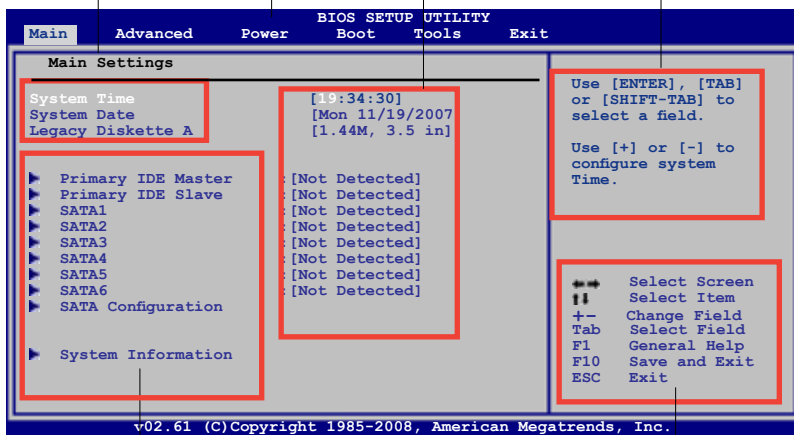 BIOS SETUP UTILITY
Main Advanced Power Boot Tools Exit
Main Settings
System Time [19:34:30]
System Date [Mon 11/19/2007
Legacy Diskette A [1.44M, 3.5 in]
Primary IDE Master :[Not Detected]
Primary IDE Slave :[Not Detected]
SATA1 :[Not Detected]
SATA2 :[Not Detected]
SATA3 :[Not Detected]
SATA4 :[Not Detected]
SATA5 :[Not Detected]
SATA6 :[Not Detected]
SATA Configuration
System Information
Use [ENTER], [TAB]
or [SHIFT-TAB] to
select a field.
Use [+] or [-] to
configure system
Time.
←→ Select Screen
↑↓ Select Item
+- Change Field
Tab Select Field
F1 General Help
F10 Save and Exit
ESC Exit
v02.61 (C)Copyright 1985-2008, American Megatrends, Inc.